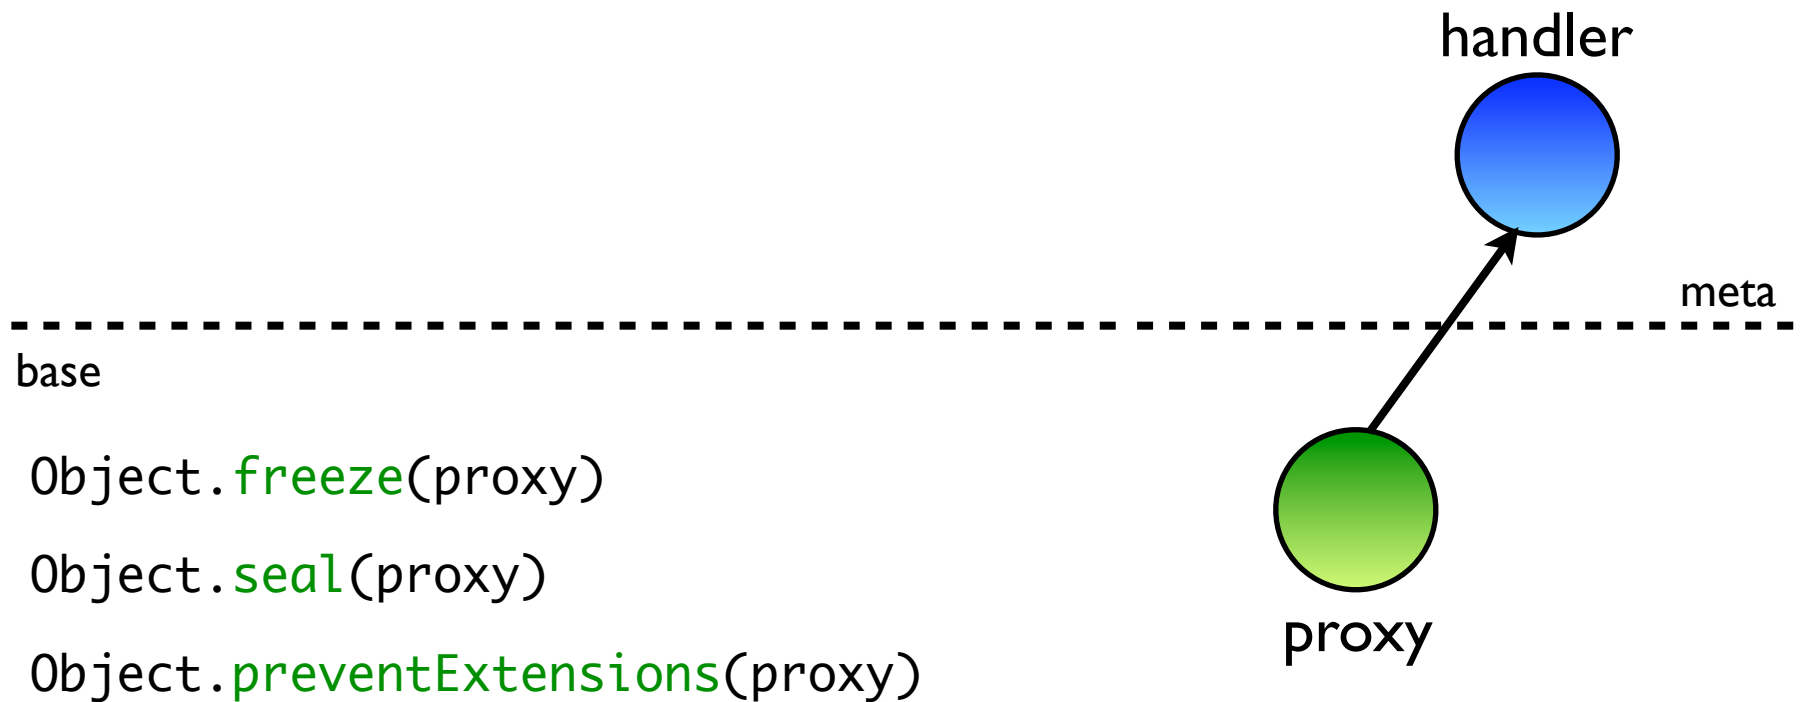 handler
meta
base
Object.freeze(proxy)
Object.seal(proxy)
proxy
Object.preventExtensions(proxy)